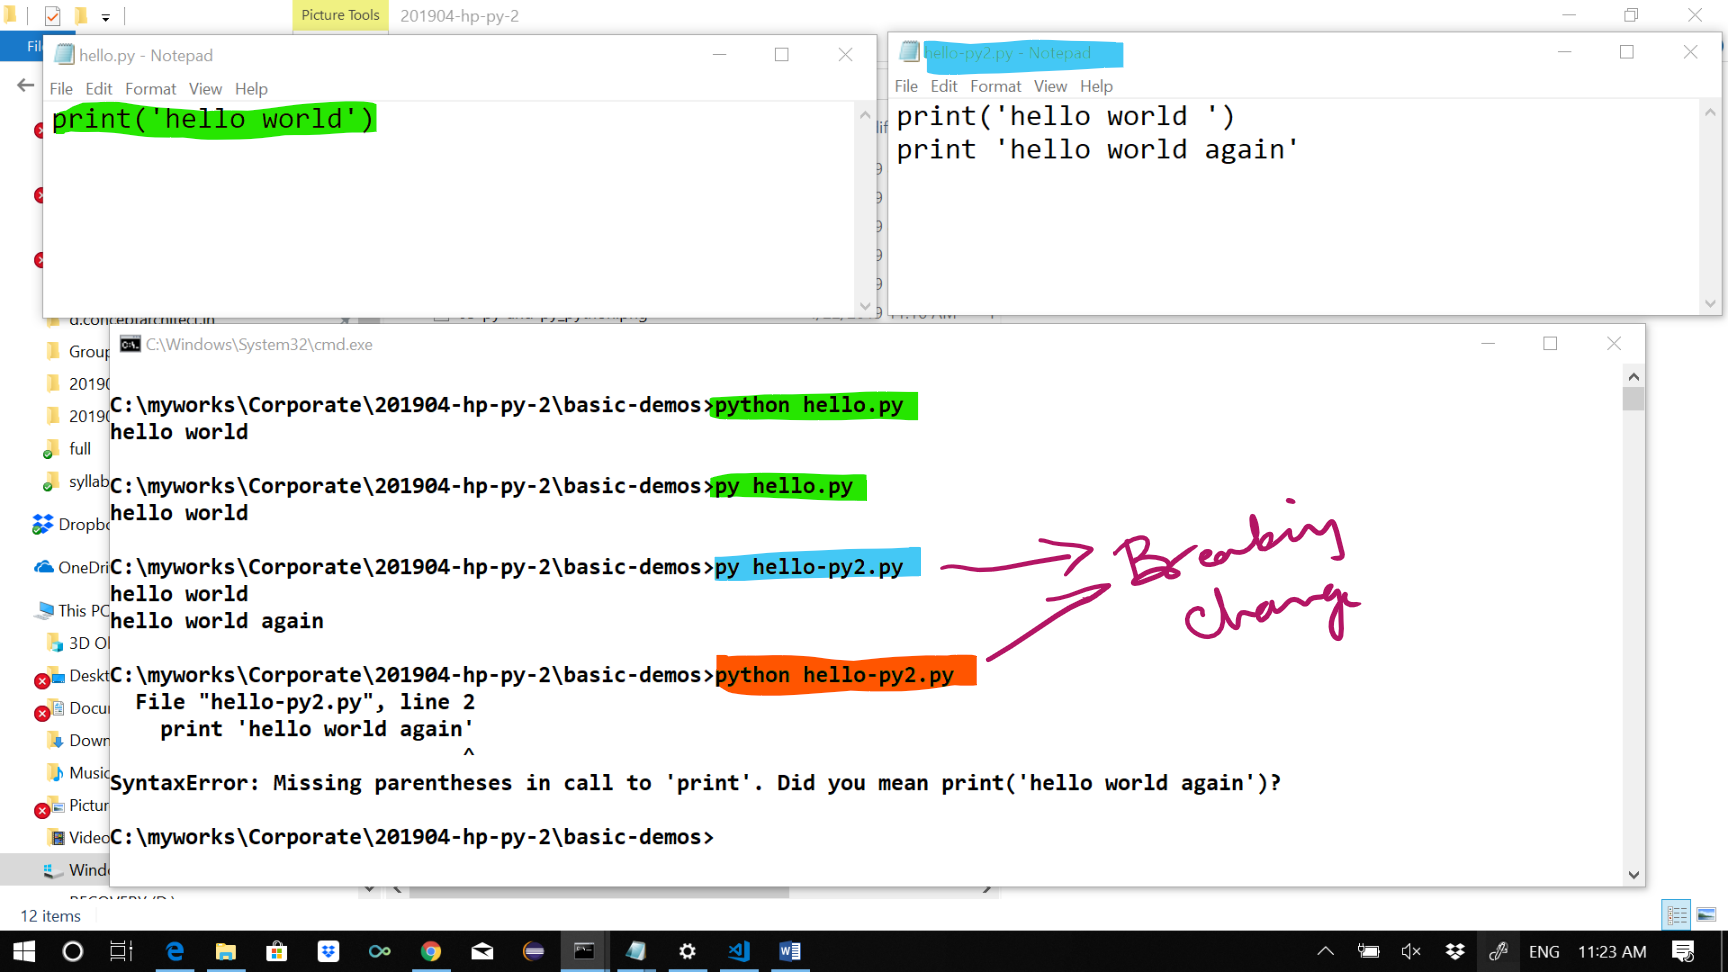 Picture Tools
201904-hp-py-2
hello.py - Notepad
File Edit Format View Help
print('hello world')
hello-py2.py - Notepad
File Edit Format View Help
print('hello world ')
print 'hello world again'
Group
full
syllab
Dropbo
OneDri
This PC
3D O
Deskt
Docu
Down
Music
Pictur
Video
Windo
C:\Windows\System32\cmd.exe
C:\myworks\Corporate\201904-hp-py-2\basic-demos>python hello.py
hello world
C:\myworks\Corporate\201904-hp-py-2\basic-demos>py hello.py
hello world
C:\myworks\Corporate\201904-hp-py-2\basic-demos>py hello-py2.py
hello world
hello world again
C:\myworks\Corporate\201904-hp-py-2\basic-demos>python hello-py2.py
File "hello-py2.py", line 2
print 'hello world again'
^
SyntaxError: Missing parentheses in call to 'print'. Did you mean print('hello world again')?
C:\myworks\Corporate\201904-hp-py-2\basic-demos>
Breaking
change
12 items
ENG 11:23 AM